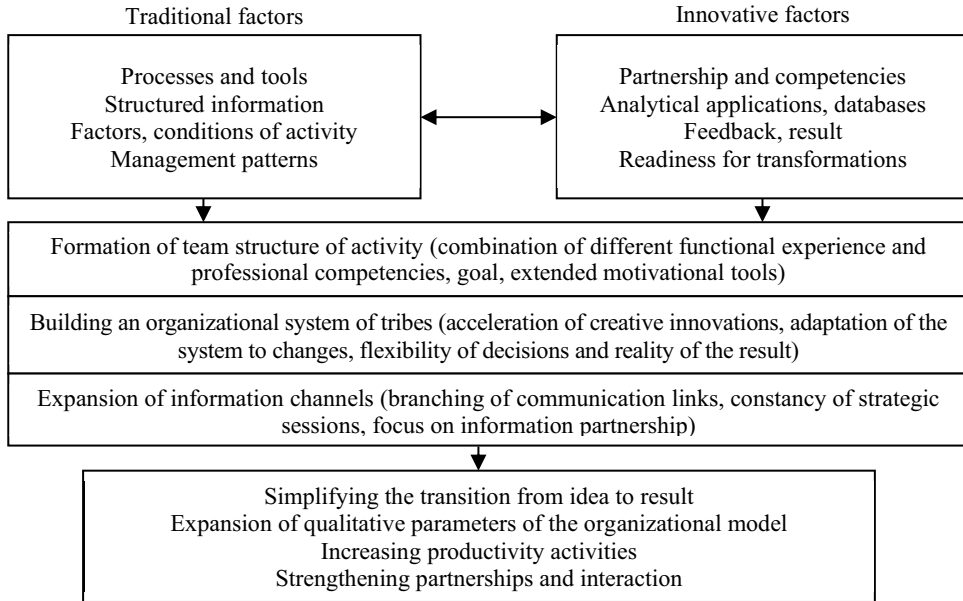 Traditional factors
Innovative factors
Processes and tools
Structured information
Factors, conditions of activity
Management patterns
Partnership and competencies
Analytical applications, databases
Feedback, result
Readiness for transformations
Formation of team structure of activity (combination of different functional experience and
professional competencies, goal, extended motivational tools)
Building an organizational system of tribes (acceleration of creative innovations, adaptation of the
system to changes, flexibility of decisions and reality of the result)
Expansion of information channels (branching of communication links, constancy of strategic
sessions, focus on information partnership)
Simplifying the transition from idea to result
Expansion of qualitative parameters of the organizational model
Increasing productivity activities
Strengthening partnerships and interaction